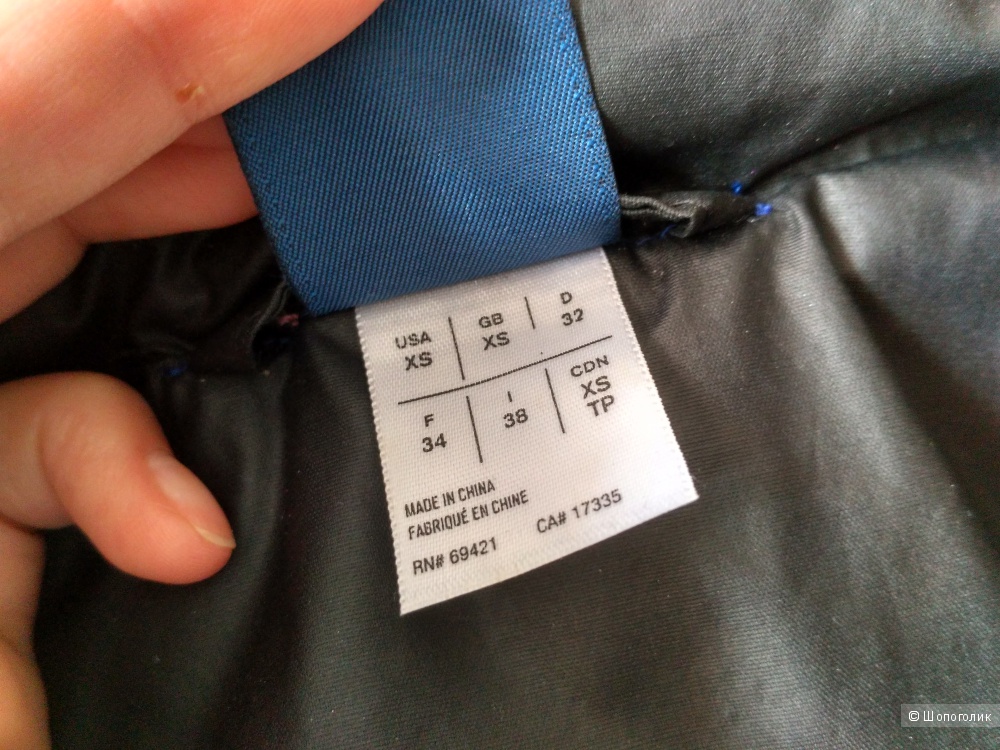 USA GB D
XS XS 32
F I CDN
34 38 XS
TP
MADE IN CHINA
FABRIQUÉ EN CHINE
RN# 69421 CA# 17335
© Шопоголик